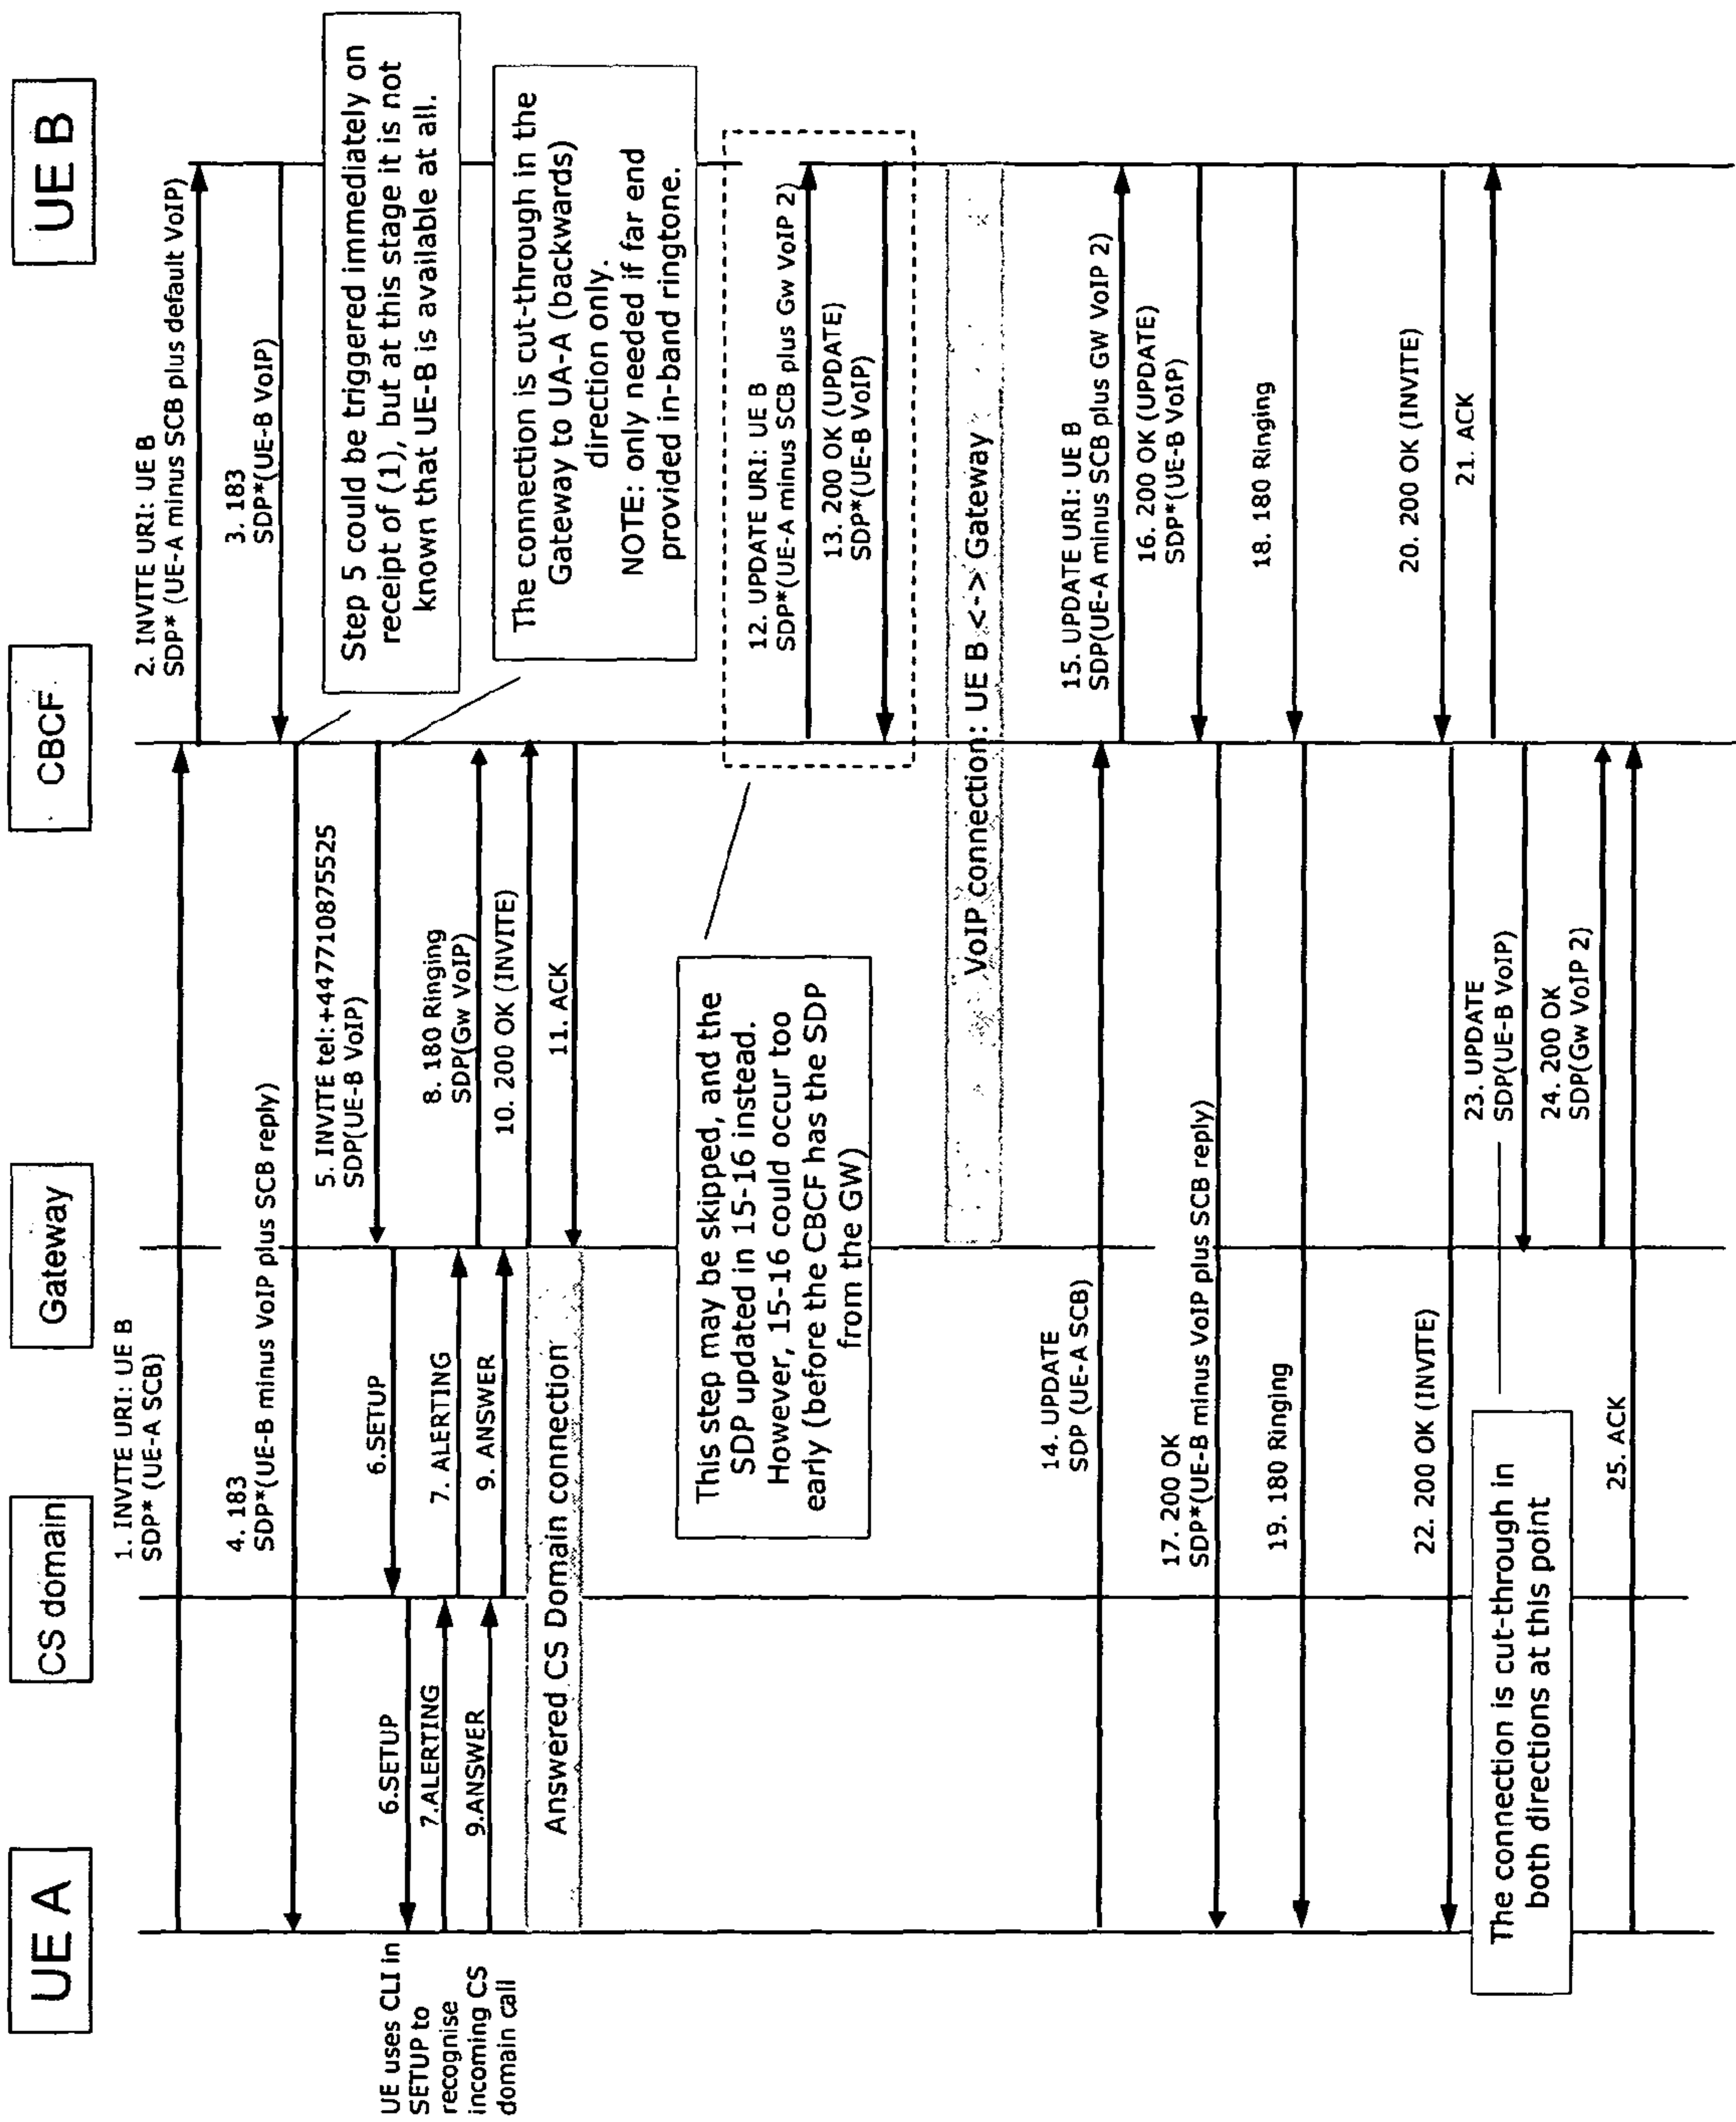 UE A
CS domain
Gateway
CBCF
UE B
1. INVITE URI: UE B
SDP* (UE-A SCB)
2. INVITE URI: UE B
SDP* (UE-A minus SCB plus default VoIP)
3. 183
SDP*(UE-B VoIP)
4. 183
SDP*(UE-B minus VoIP plus SCB reply)
Step 5 could be triggered immediately on
receipt of (1), but at this stage it is not
known that UE-B is available at all.
5. INVITE tel:+447710875525
SDP(UE-B VoIP)
The connection is cut-through in the
Gateway to UA-A (backwards)
direction only.
NOTE: only needed if far end
provided in-band ringtone.
UE uses CLI in
SETUP to
recognise
incoming CS
domain call
6.SETUP
6.SETUP
7.ALERTING
7. ALERTING
8. 180 Ringing
SDP(Gw VoIP)
9.ANSWER
9. ANSWER
10. 200 OK (INVITE)
11. ACK
Answered CS Domain connection
This step may be skipped, and the
SDP updated in 15-16 instead.
However, 15-16 could occur too
early (before the CBCF has the SDP
from the GW)
12. UPDATE URI: UE B
SDP*(UE-A minus SCB plus Gw VoIP 2)
13. 200 OK (UPDATE)
SDP*(UE-B VoIP)
VoIP connection: UE B <-> Gateway
14. UPDATE
SDP (UE-A SCB)
15. UPDATE URI: UE B
SDP(UE-A minus SCB plus GW VoIP 2)
16. 200 OK (UPDATE)
SDP*(UE-B VoIP)
17. 200 OK
SDP*(UE-B minus VoIP plus SCB reply)
18. 180 Ringing
19. 180 Ringing
20. 200 OK (INVITE)
21. ACK
22. 200 OK (INVITE)
23. UPDATE
SDP(UE-B VoIP)
24. 200 OK
SDP(Gw VoIP 2)
The connection is cut-through in
both directions at this point
25. ACK